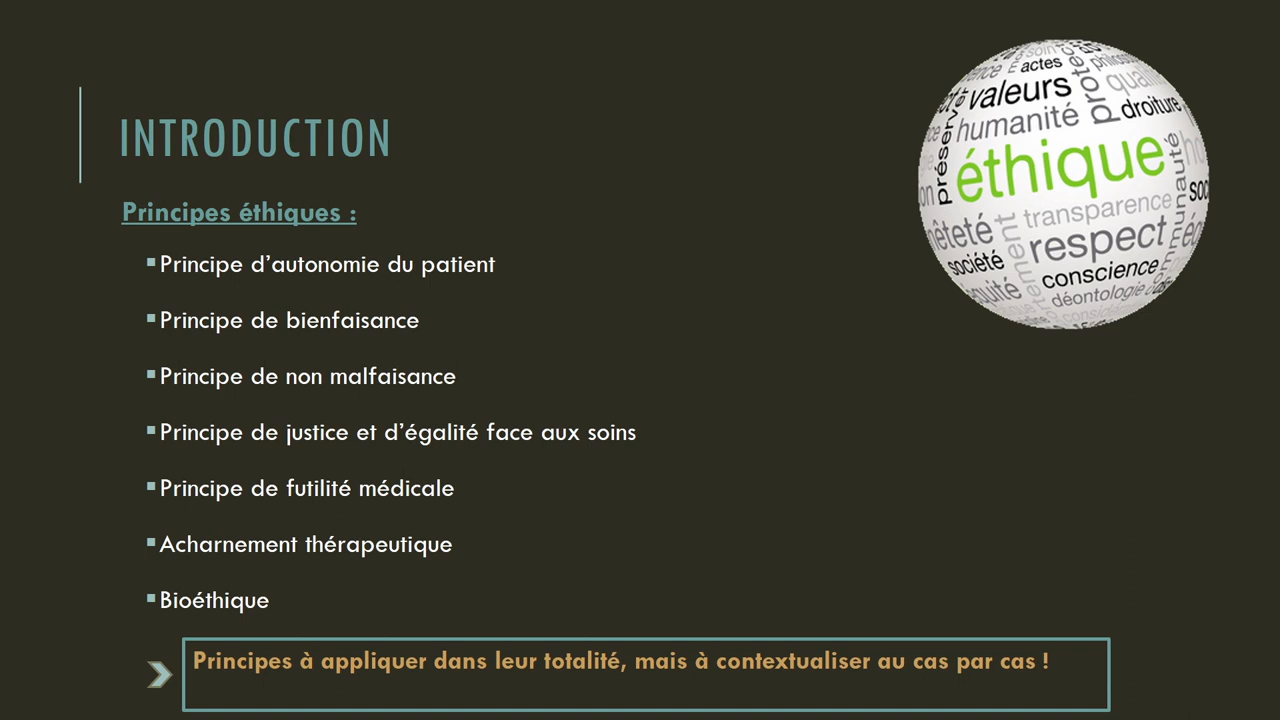 INTRODUCTION
Principes éthiques :
Principe d’autonomie du patient
Principe de bienfaisance
Principe de non malfaisance
Principe de justice et d’égalité face aux soins
Principe de futilité médicale
Acharnement thérapeutique
Bioéthique
Principes à appliquer dans leur totalité, mais à contextualiser au cas par cas !
actes
valeurs
humanité
droiture
éthique
transparence
respect
société
conscience
déontologie